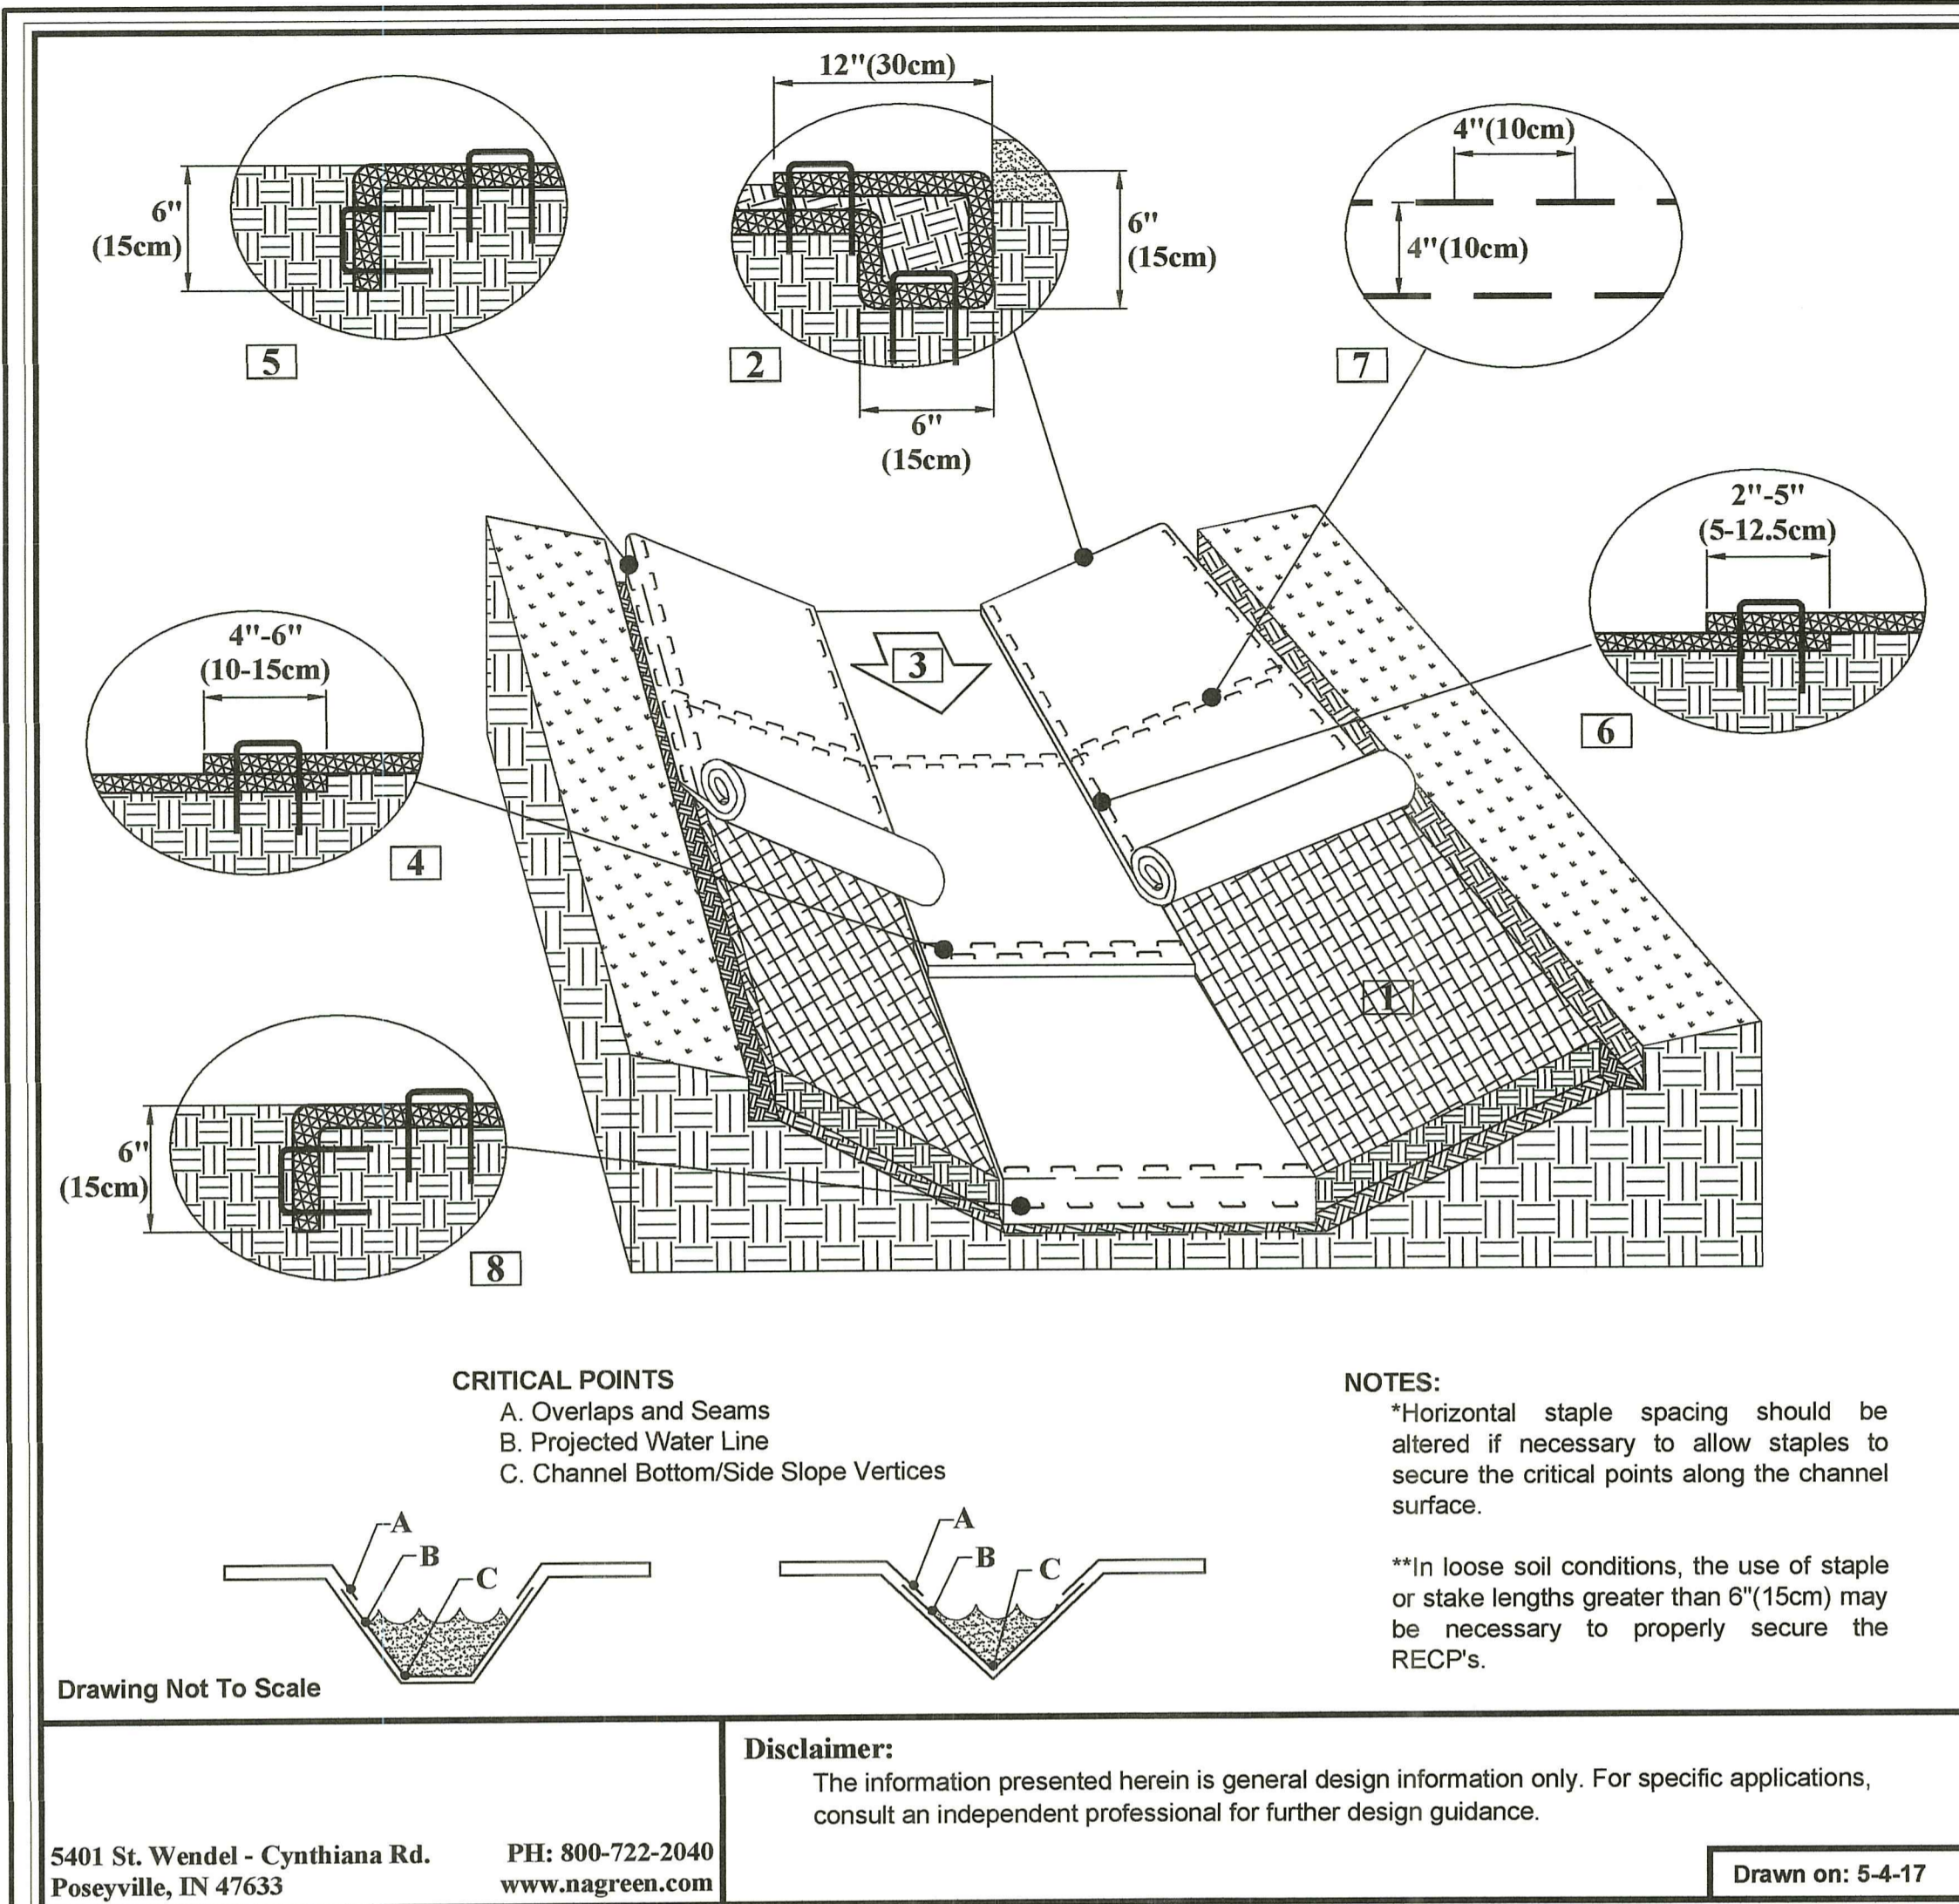 12"(30cm)
6"
(15cm)
5
6"
(15cm)
2
6"
(15cm)
4"(10cm)
4"(10cm)
7
2"-5"
(5-12.5cm)
6
3
4"-6"
(10-15cm)
4
1
6"
(15cm)
8
CRITICAL POINTS
A. Overlaps and Seams
B. Projected Water Line
C. Channel Bottom/Side Slope Vertices
A
B
C
A
B
C
Drawing Not To Scale
NOTES:
*Horizontal staple spacing should be
altered if necessary to allow staples to
secure the critical points along the channel
surface.
**In loose soil conditions, the use of staple
or stake lengths greater than 6"(15cm) may
be necessary to properly secure the
RECP's.
5401 St. Wendel - Cynthiana Rd.
Poseyville, IN 47633
PH: 800-722-2040
www.nagreen.com
Disclaimer:
The information presented herein is general design information only. For specific applications,
consult an independent professional for further design guidance.
Drawn on: 5-4-17